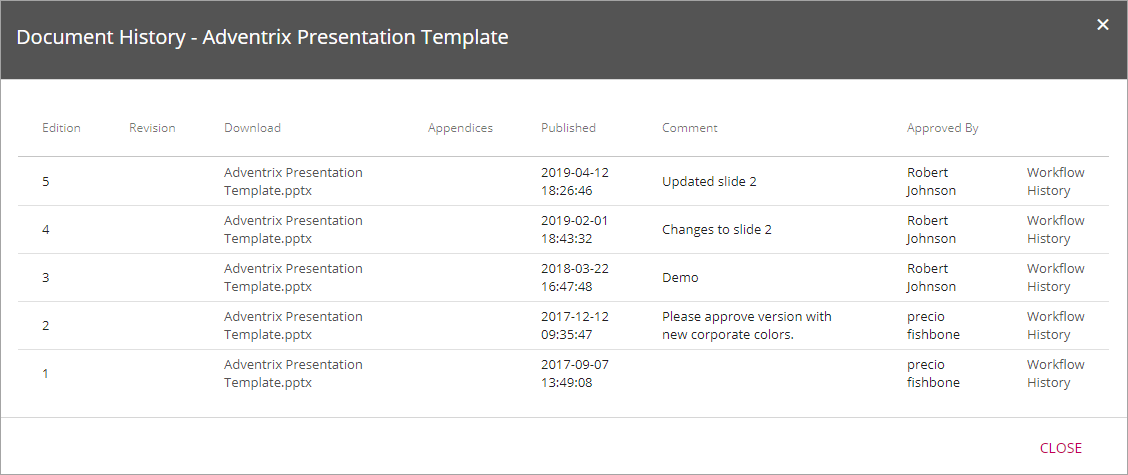 Document History - Adventrix Presentation Template
Edition Revision Download Appendices Published Comment Approved By
5 Adventrix Presentation Template.pptx 2019-04-12 18:26:46 Updated slide 2 Robert Johnson Workflow History
4 Adventrix Presentation Template.pptx 2019-02-01 18:43:32 Changes to slide 2 Robert Johnson Workflow History
3 Adventrix Presentation Template.pptx 2018-03-22 16:47:48 Demo Robert Johnson Workflow History
2 Adventrix Presentation Template.pptx 2017-12-12 09:35:47 Please approve version with new corporate colors. precio fishbone Workflow History
1 Adventrix Presentation Template.pptx 2017-09-07 13:49:08 precio fishbone Workflow History
CLOSE